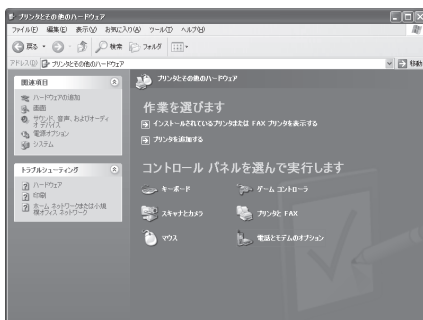 プリンタとその他のハードウェア
ファイル(F) 編集(E) 表示(V) お気に入り(A) ツール(T) ヘルプ(H)
戻る 検索 フォルダ
アドレス(D) プリンタとその他のハードウェア 移動
関連項目
ハードウェアの追加
画面
サウンド、音声、およびオーディオ デバイス
電源オプション
システム
トラブルシューティング
ハードウェア
印刷
ホーム ネットワークまたは小規模オフィス ネットワーク
プリンタとその他のハードウェア
作業を選びます
インストールされているプリンタまたは FAX プリンタを表示する
プリンタを追加する
コントロール パネルを選んで実行します
キーボード ゲーム コントローラ
スキャナとカメラ プリンタと FAX
マウス 電話とモデムのオプション